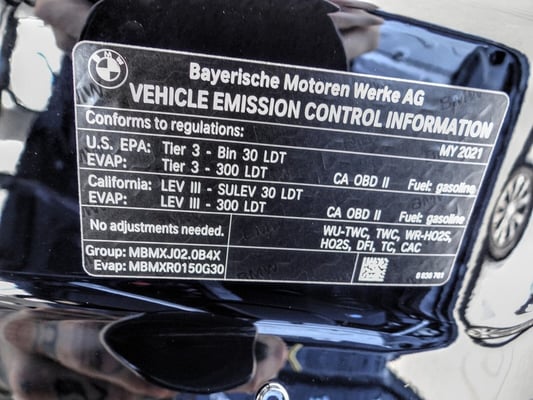 BMW
Bayerische Motoren Werke AG
VEHICLE EMISSION CONTROL INFORMATION
Conforms to regulations: MY 2021
U.S. EPA: Tier 3 - Bin 30 LDT
EVAP: Tier 3 - 300 LDT CA OBD II Fuel: gasoline
California: LEV III - SULEV 30 LDT
EVAP: LEV III - 300 LDT CA OBD II Fuel: gasoline
No adjustments needed. WU-TWC, TWC, WR-HO2S,
HO2S, DFI, TC, CAC
Group: MBMXJ02.0B4X
Evap: MBMXR0150G30